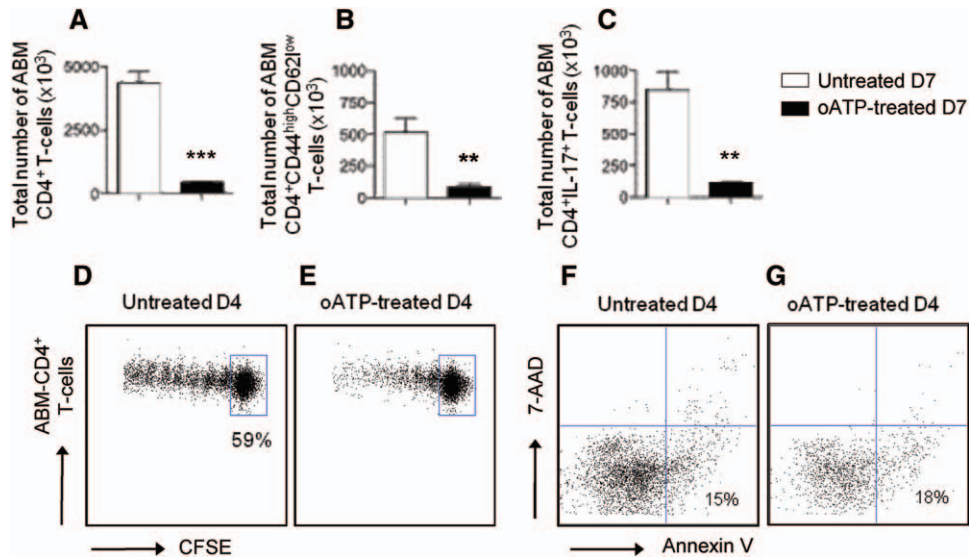 A
B
C
Total number of ABM
CD4+ T-cells (x10³)
5000
2500
0
***
Total number of ABM
CD4+CD44highCD62low
T-cells (x10³)
1000
750
500
250
0
**
Total number of ABM
CD4+IL-17+ T-cells (x10³)
1000
750
500
250
0
**
Untreated D7
oATP-treated D7
D
E
F
G
Untreated D4
oATP-treated D4
Untreated D4
oATP-treated D4
ABM-CD4+
T-cells
59%
CFSE
7-AAD
15%
18%
Annexin V